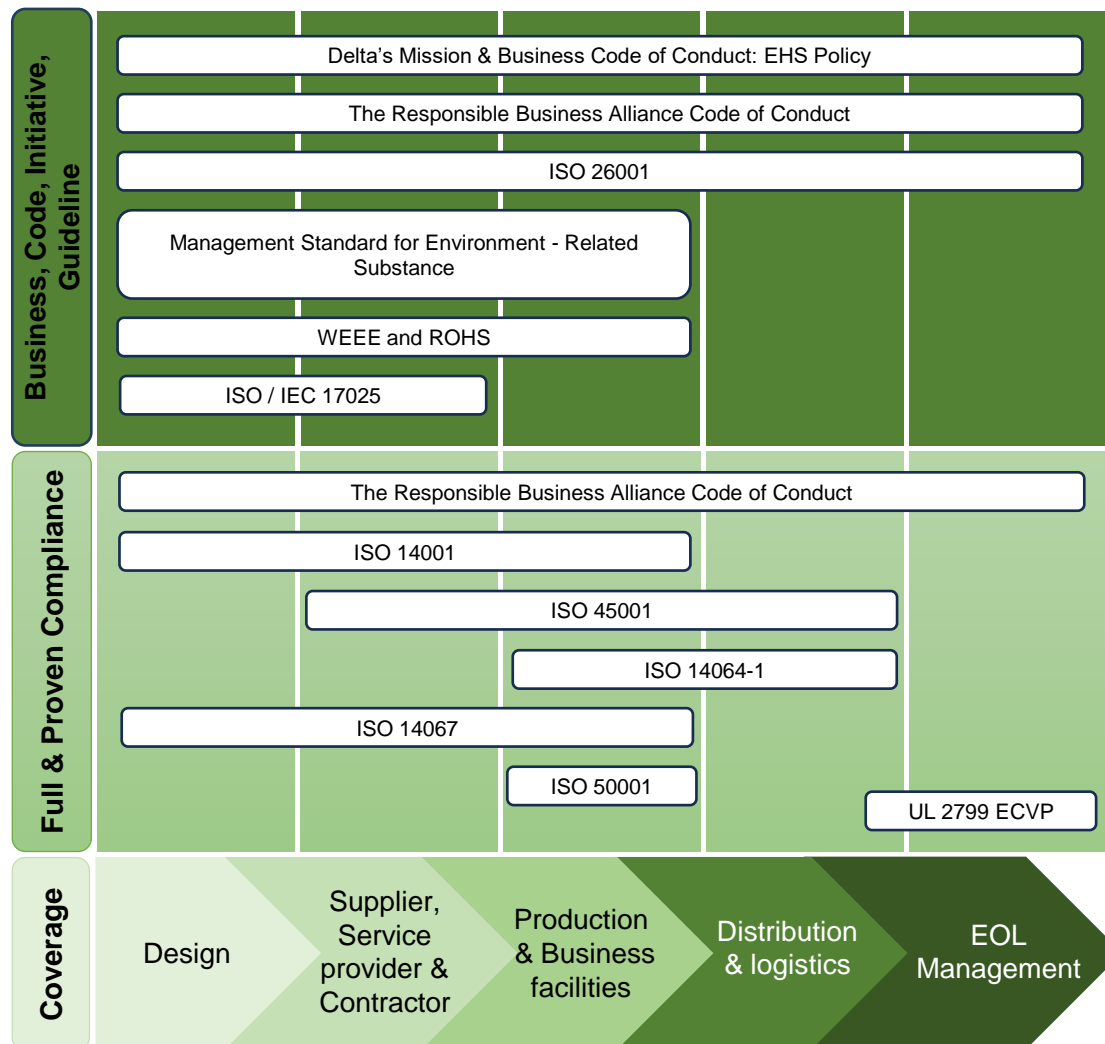 Business, Code, Initiative,
Guideline
Delta’s Mission & Business Code of Conduct: EHS Policy
The Responsible Business Alliance Code of Conduct
ISO 26001
Management Standard for Environment - Related
Substance
WEEE and ROHS
ISO / IEC 17025
Full & Proven Compliance
The Responsible Business Alliance Code of Conduct
ISO 14001
ISO 45001
ISO 14064-1
ISO 14067
ISO 50001
UL 2799 ECVP
Coverage
Design
Supplier,
Service
provider &
Contractor
Production
& Business
facilities
Distribution
& logistics
EOL
Management